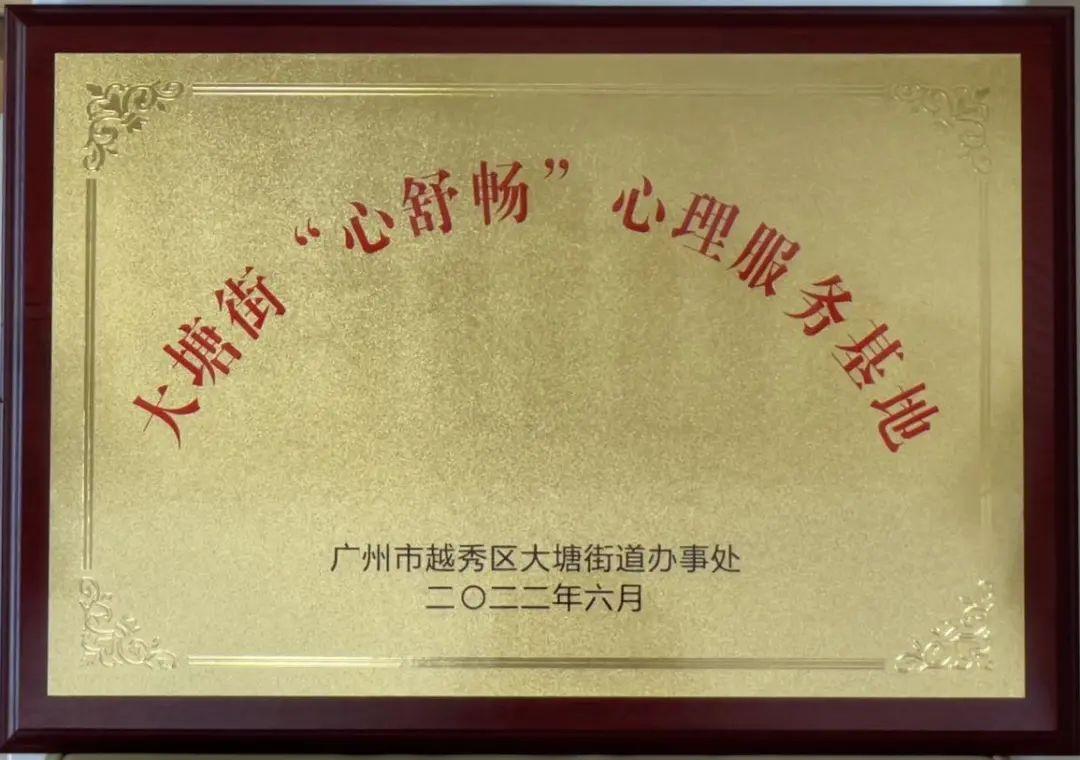 大塘街“心舒畅”心理服务基地
广州市越秀区大塘街道办事处
二〇二二年六月